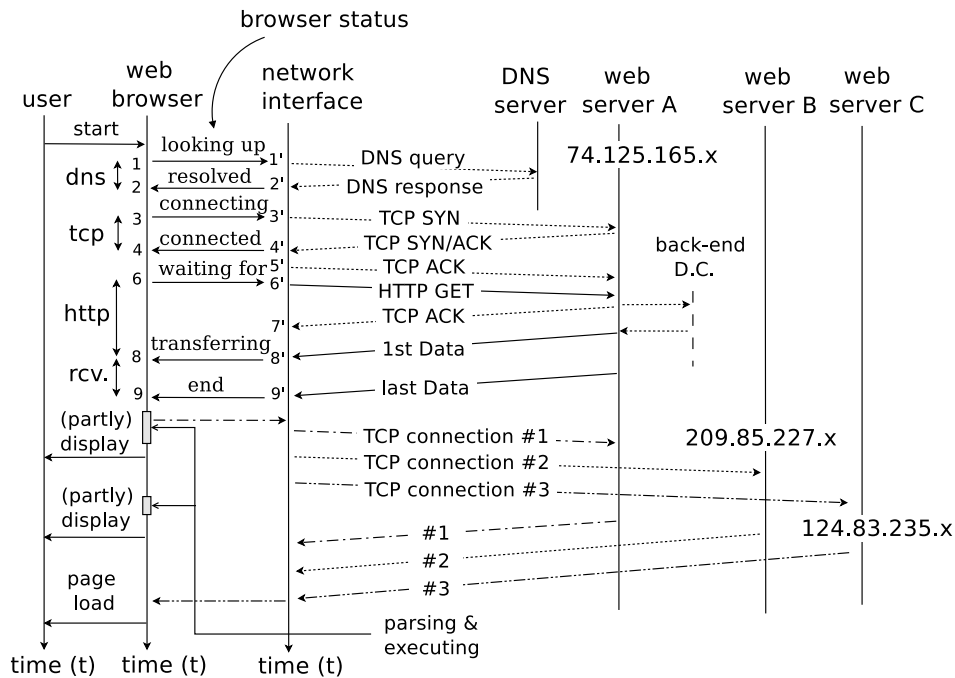 browser status
user
web
browser
network
interface
DNS
server
web
server A
web
server B
web
server C
start
looking up
1
1'
DNS query
74.125.165.x
dns
resolved
2
2'
DNS response
connecting
3
3'
TCP SYN
tcp
connected
4
4'
TCP SYN/ACK
back-end
D.C.
waiting for
5'
TCP ACK
6
6'
HTTP GET
http
7'
TCP ACK
transferring
8
8'
1st Data
rcv.
end
9
9'
last Data
(partly)
display
TCP connection #1
209.85.227.x
TCP connection #2
TCP connection #3
(partly)
display
124.83.235.x
#1
#2
#3
page
load
parsing &
executing
time (t)
time (t)
time (t)